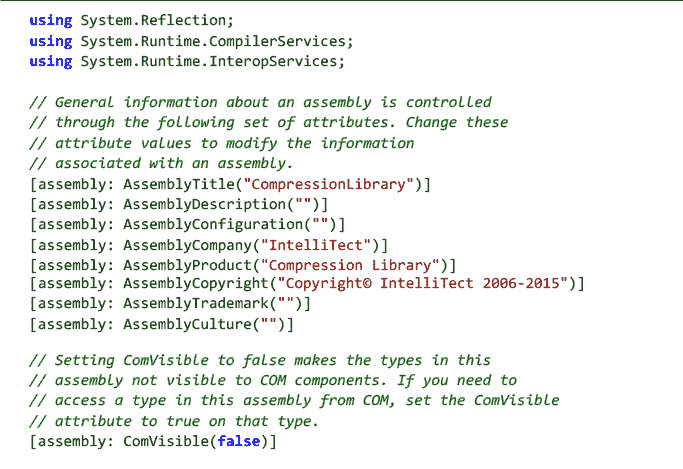 using System.Reflection;
using System.Runtime.CompilerServices;
using System.Runtime.InteropServices;
// General information about an assembly is controlled
// through the following set of attributes. Change these
// attribute values to modify the information
// associated with an assembly.
[assembly: AssemblyTitle("CompressionLibrary")]
[assembly: AssemblyDescription("")]
[assembly: AssemblyConfiguration("")]
[assembly: AssemblyCompany("IntelliTect")]
[assembly: AssemblyProduct("Compression Library")]
[assembly: AssemblyCopyright("Copyright© IntelliTect 2006-2015")]
[assembly: AssemblyTrademark("")]
[assembly: AssemblyCulture("")]
// Setting ComVisible to false makes the types in this
// assembly not visible to COM components. If you need to
// access a type in this assembly from COM, set the ComVisible
// attribute to true on that type.
[assembly: ComVisible(false)]